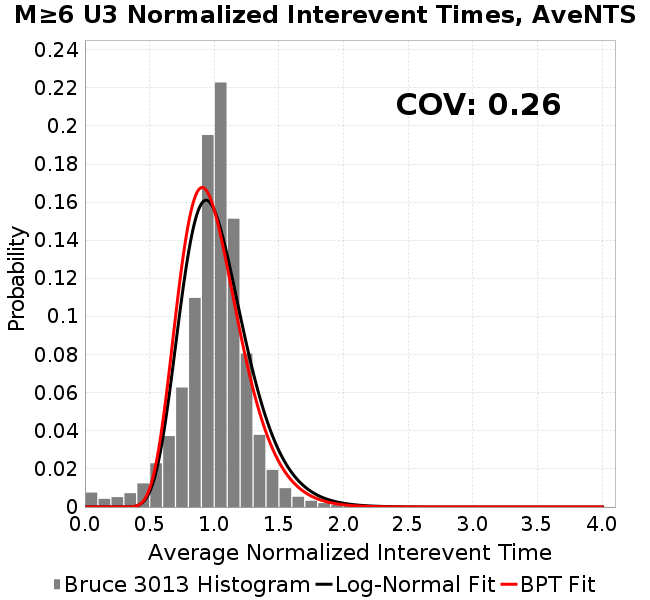 M≥6 U3 Normalized Interevent Times, AveNTS
COV: 0.26
Probability
0.24
0.22
0.2
0.18
0.16
0.14
0.12
0.1
0.08
0.06
0.04
0.02
0
0.0 0.5 1.0 1.5 2.0 2.5 3.0 3.5 4.0
Average Normalized Interevent Time
Bruce 3013 Histogram Log-Normal Fit BPT Fit